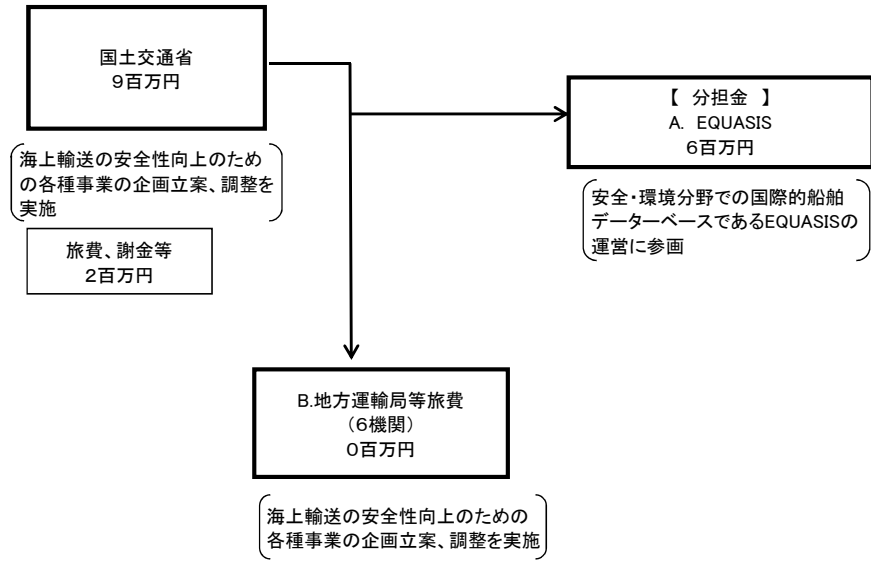 国土交通省
9百万円
海上輸送の安全性向上のため
の各種事業の企画立案、調整を
実施
旅費、謝金等
2百万円
【 分担金 】
A. EQUASIS
6百万円
安全・環境分野での国際的船舶
データーベースであるEQUASISの
運営に参画
B.地方運輸局等旅費
(6機関)
0百万円
海上輸送の安全性向上のための
各種事業の企画立案、調整を実施